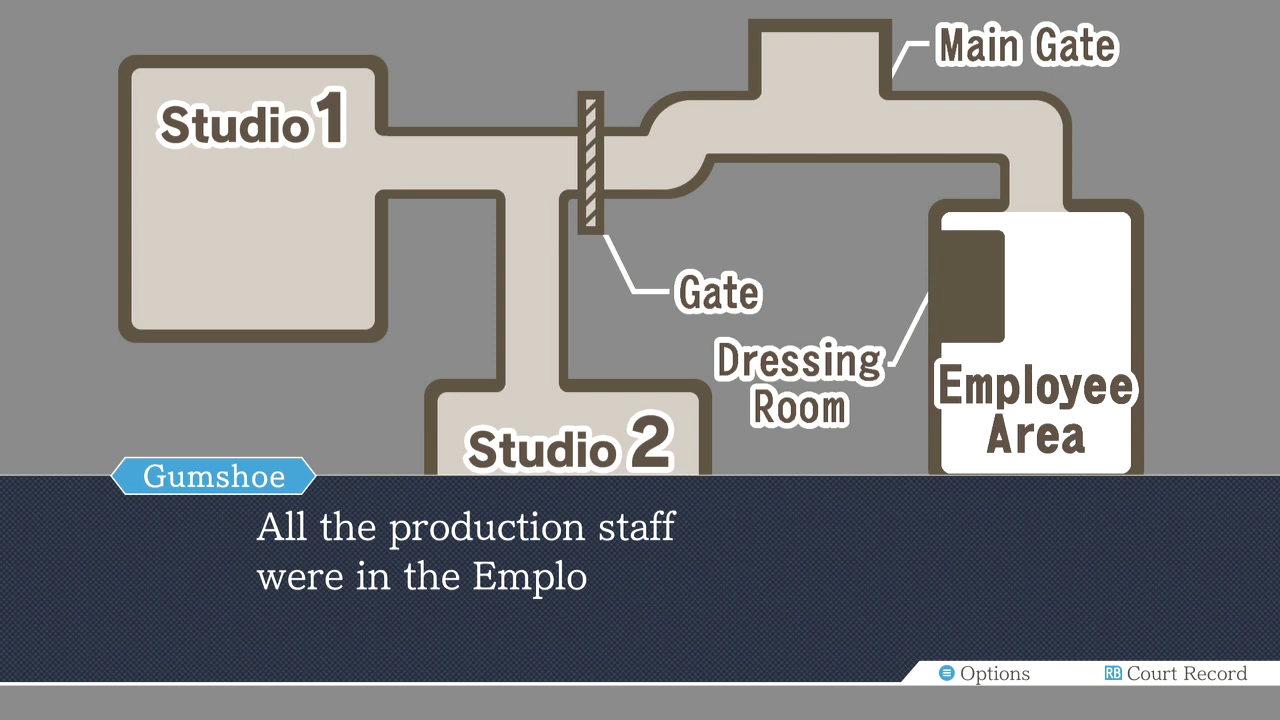 Main Gate
Studio 1
Gate
Dressing
Room
Employee
Area
Studio 2
Gumshoe
All the production staff
were in the Emplo
Options
RB Court Record